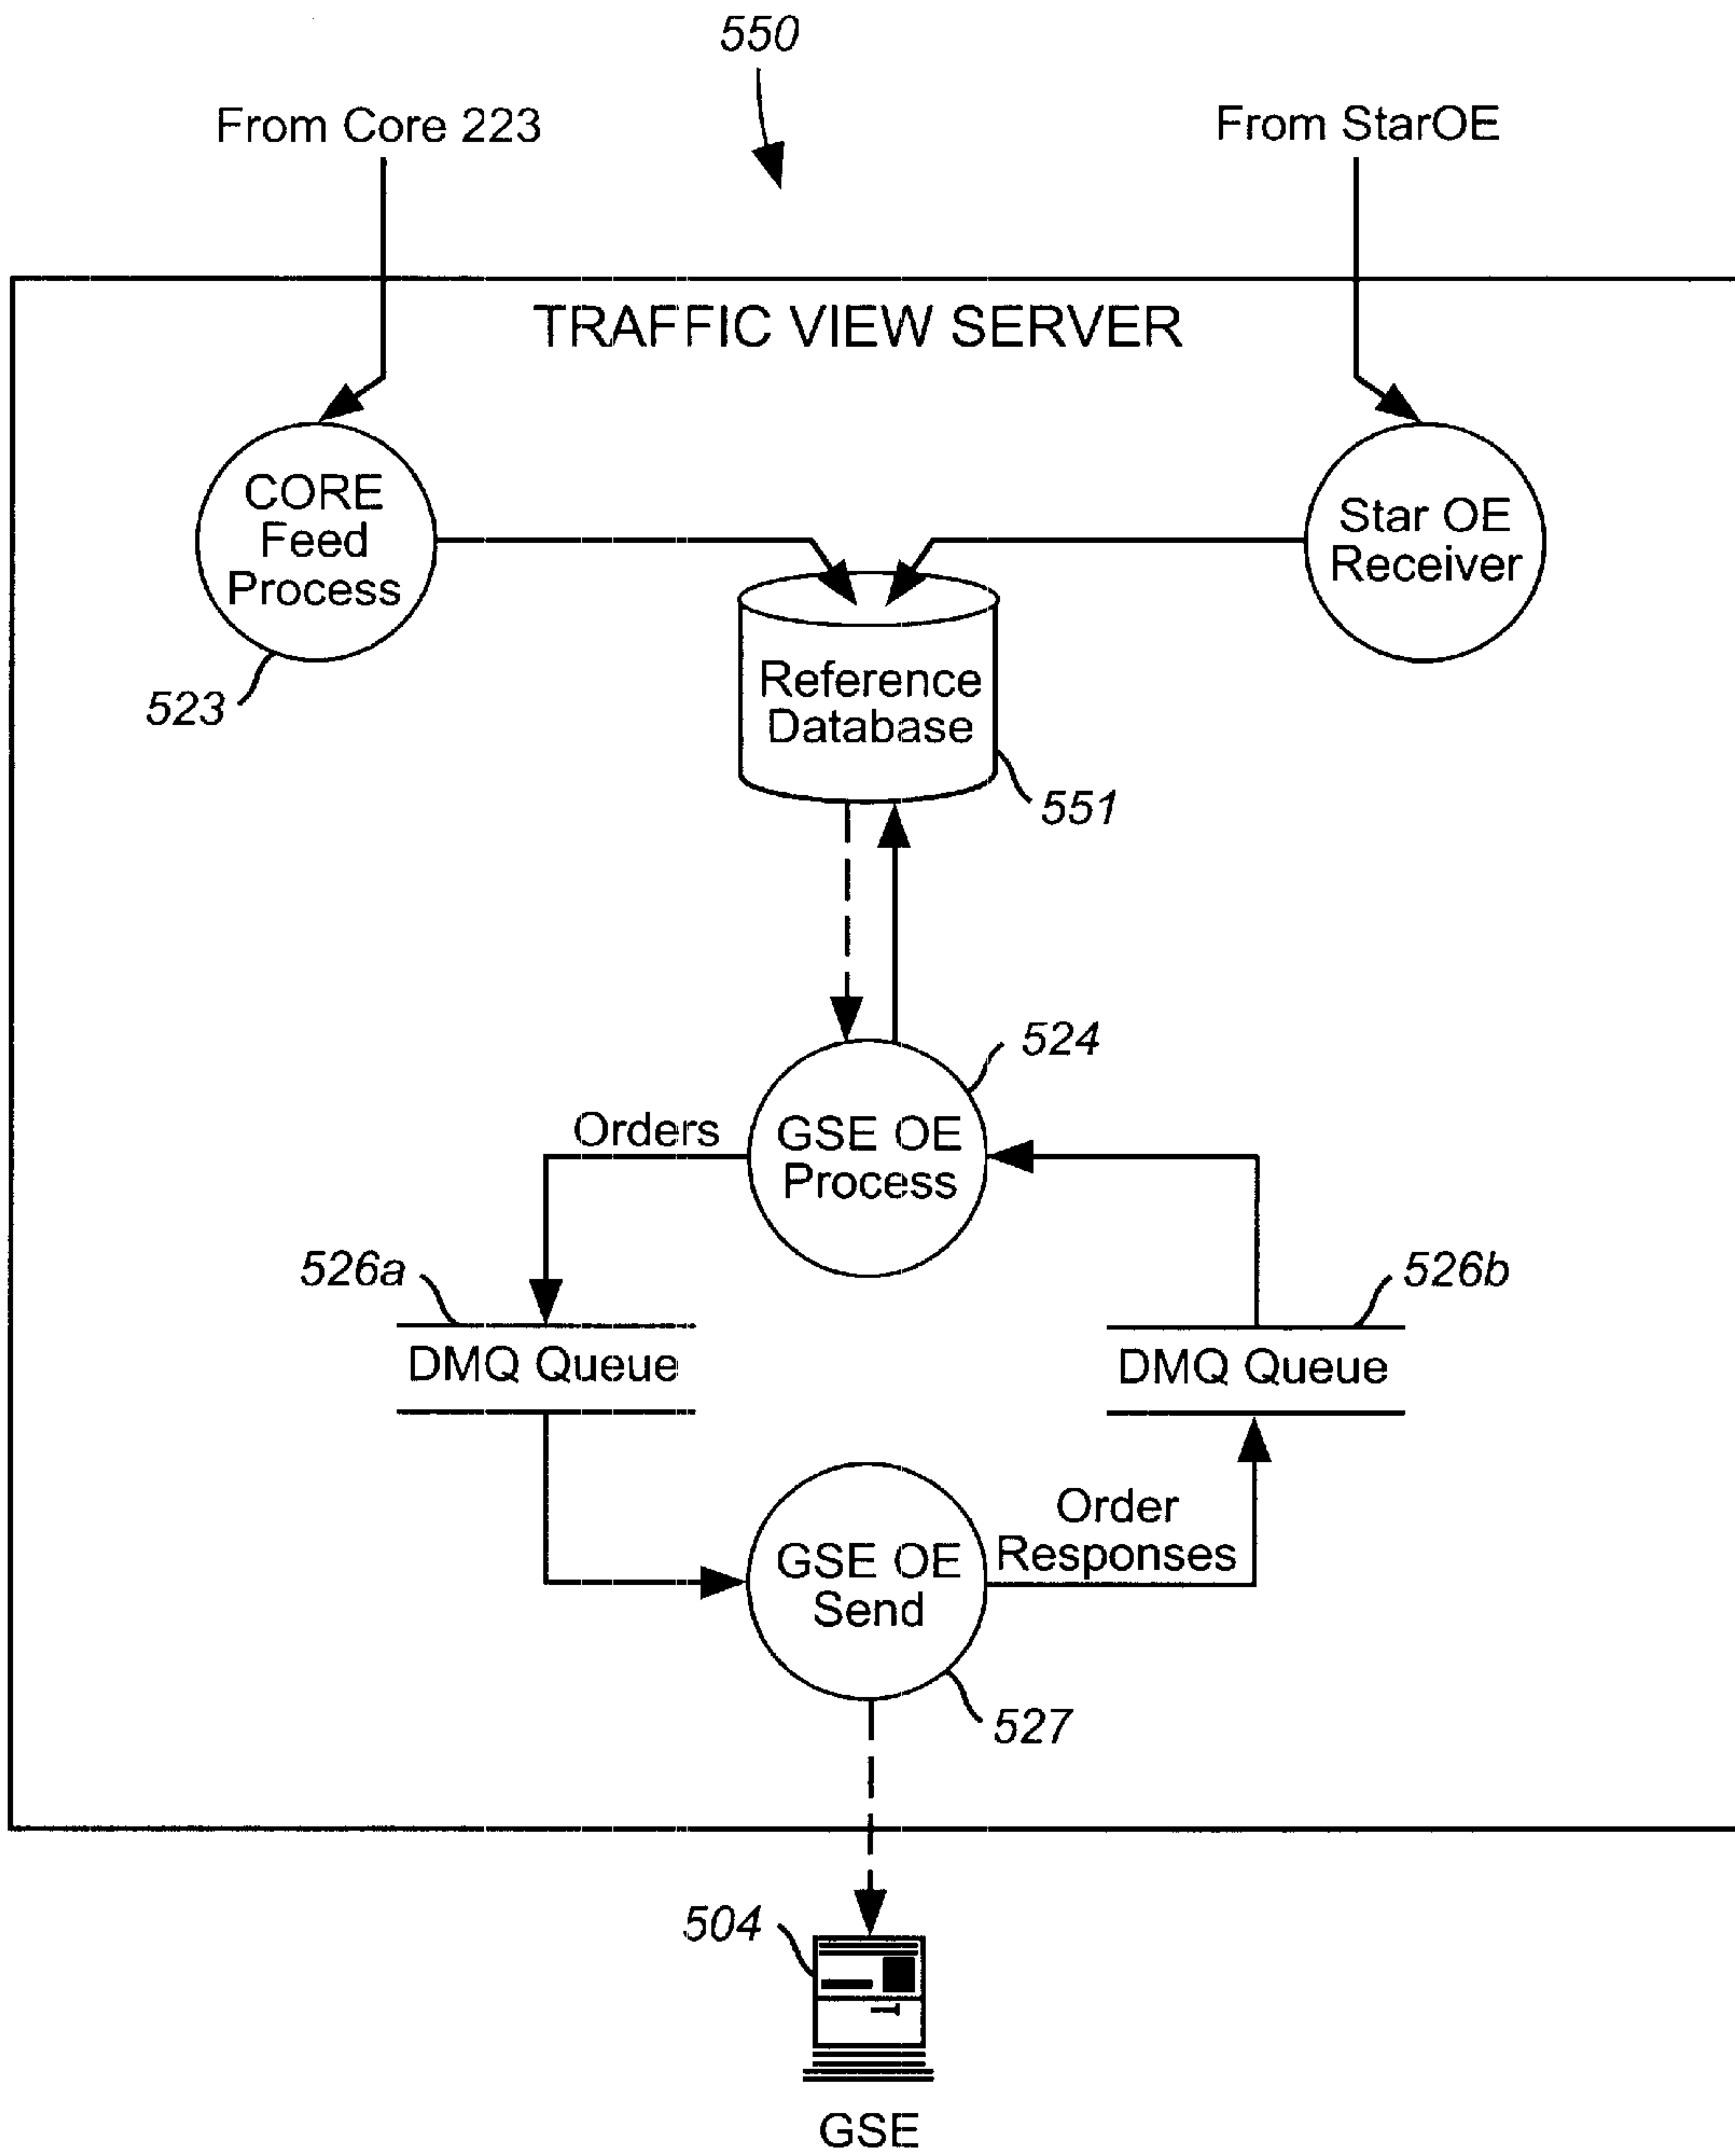 550
From Core 223
From StarOE
TRAFFIC VIEW SERVER
CORE
Feed
Process
523
Star OE
Receiver
Reference
Database
551
524
GSE OE
Process
Orders
526a
526b
DMQ Queue
DMQ Queue
Order
Responses
GSE OE
Send
527
504
GSE